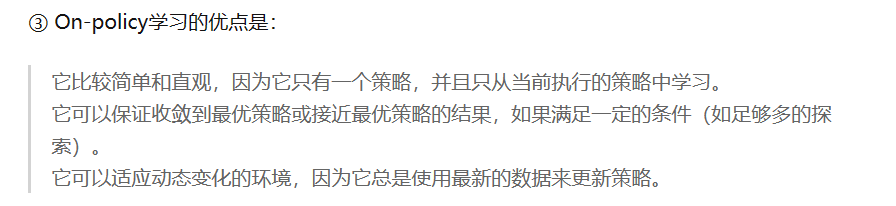 ③ On-policy学习的优点是：
它比较简单和直观，因为它只有一个策略，并且只从当前执行的策略中学习。
它可以保证收敛到最优策略或接近最优策略的结果，如果满足一定的条件（如足够多的探
索）。
它可以适应动态变化的环境，因为它总是使用最新的数据来更新策略。